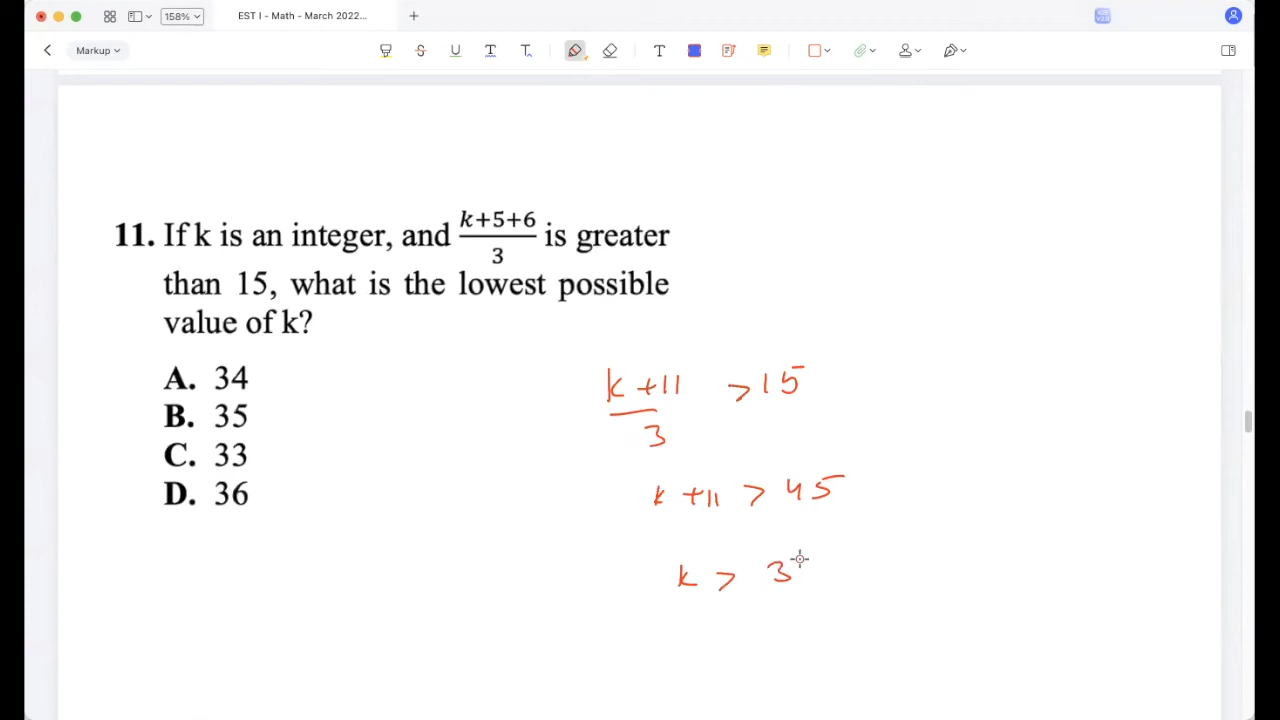 158%
EST I - Math - March 2022...
Markup
11. If k is an integer, and k+5+6/3 is greater
than 15, what is the lowest possible
value of k?
A. 34
B. 35
C. 33
D. 36
k+11/3 > 15
k+11 > 45
k > 3